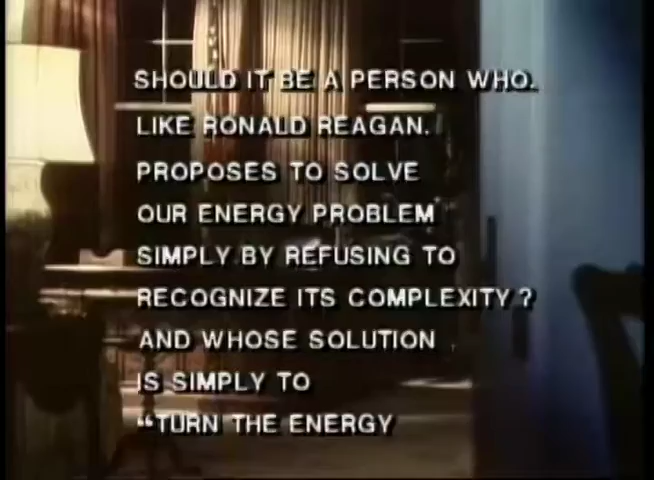 SHOULD IT BE A PERSON WHO.
LIKE RONALD REAGAN.
PROPOSES TO SOLVE
OUR ENERGY PROBLEM
SIMPLY BY REFUSING TO
RECOGNIZE ITS COMPLEXITY?
AND WHOSE SOLUTION
IS SIMPLY TO
“TURN THE ENERGY